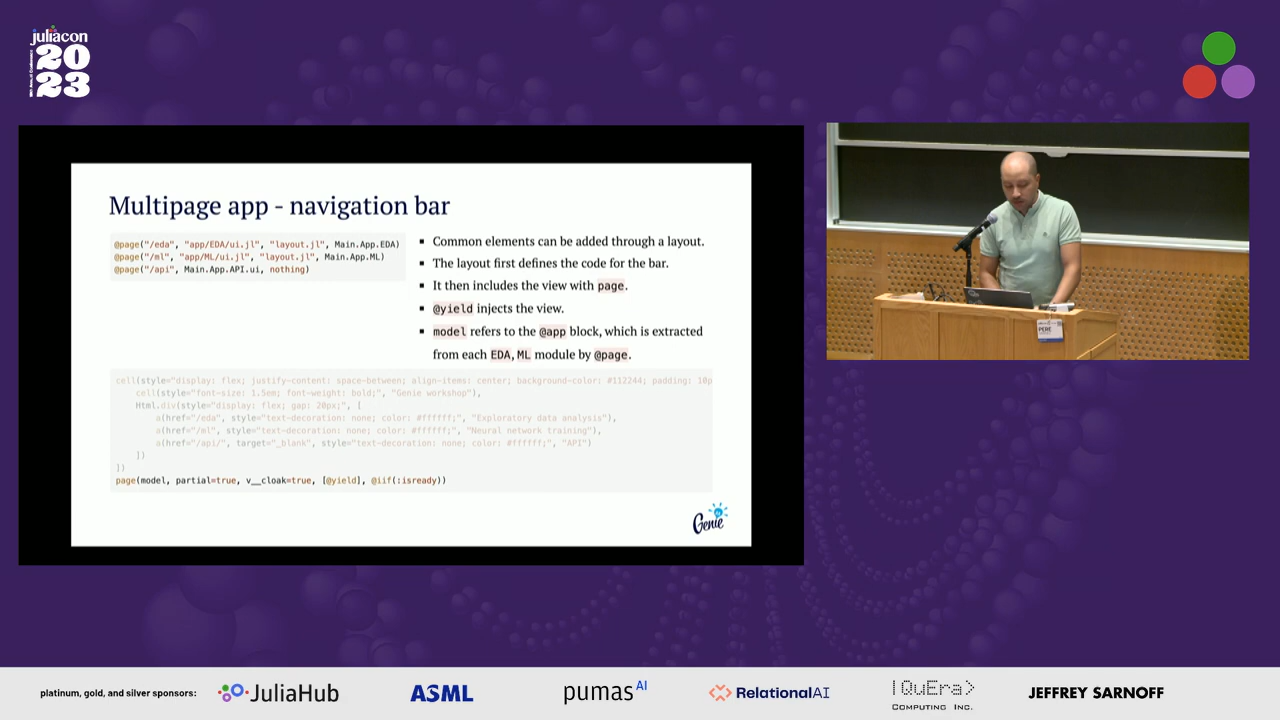 juliacon
2023
Multipage app - navigation bar
@page("/eda", "app/EDA/ui.jl", "layout.jl", Main.App.EDA)
@page("/ml", "app/ML/ui.jl", "layout.jl", Main.App.ML)
@page("/api", Main.App.API.ui, nothing)
▪ Common elements can be added through a layout.
▪ The layout first defines the code for the bar.
▪ It then includes the view with page.
▪ @yield injects the view.
▪ model refers to the @app block, which is extracted
from each EDA, ML module by @page.
cell(style="display: flex; justify-content: space-between; align-items: center; background-color: #112244; padding: 10p
cell(style="font-size: 1.5em; font-weight: bold;", "Genie workshop"),
Html.div(style="display: flex; gap: 20px;", [
a(href="/eda", style="text-decoration: none; color: #ffffff;", "Exploratory data analysis"),
a(href="/ml", style="text-decoration: none; color: #ffffff;", "Neural network training"),
a(href="/api/", target="_blank", style="text-decoration: none; color: #ffffff;", "API")
])
])
page(model, partial=true, v__cloak=true, [@yield], @iif(:isready))
Genie
PERE
platinum, gold, and silver sponsors:
JuliaHub
ASML
pumas AI
RelationalAI
|QuEra>
COMPUTING INC.
JEFFREY SARNOFF